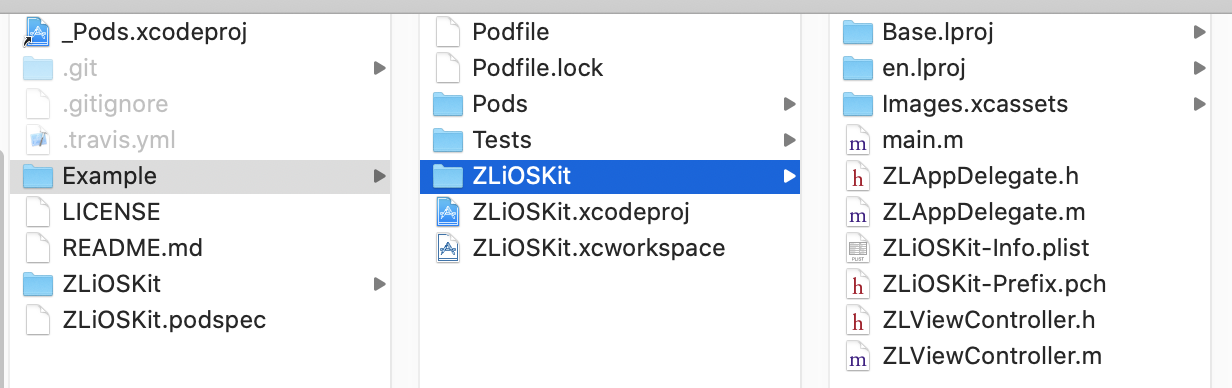 _Pods.xcodeproj
.git
.gitignore
.travis.yml
Example
LICENSE
README.md
ZLiOSKit
ZLiOSKit.podspec
Podfile
Podfile.lock
Pods
Tests
ZLiOSKit
ZLiOSKit.xcodeproj
ZLiOSKit.xcworkspace
Base.lproj
en.lproj
Images.xcassets
m main.m
h ZLAppDelegate.h
m ZLAppDelegate.m
PLIST ZLiOSKit-Info.plist
h ZLiOSKit-Prefix.pch
h ZLViewController.h
m ZLViewController.m